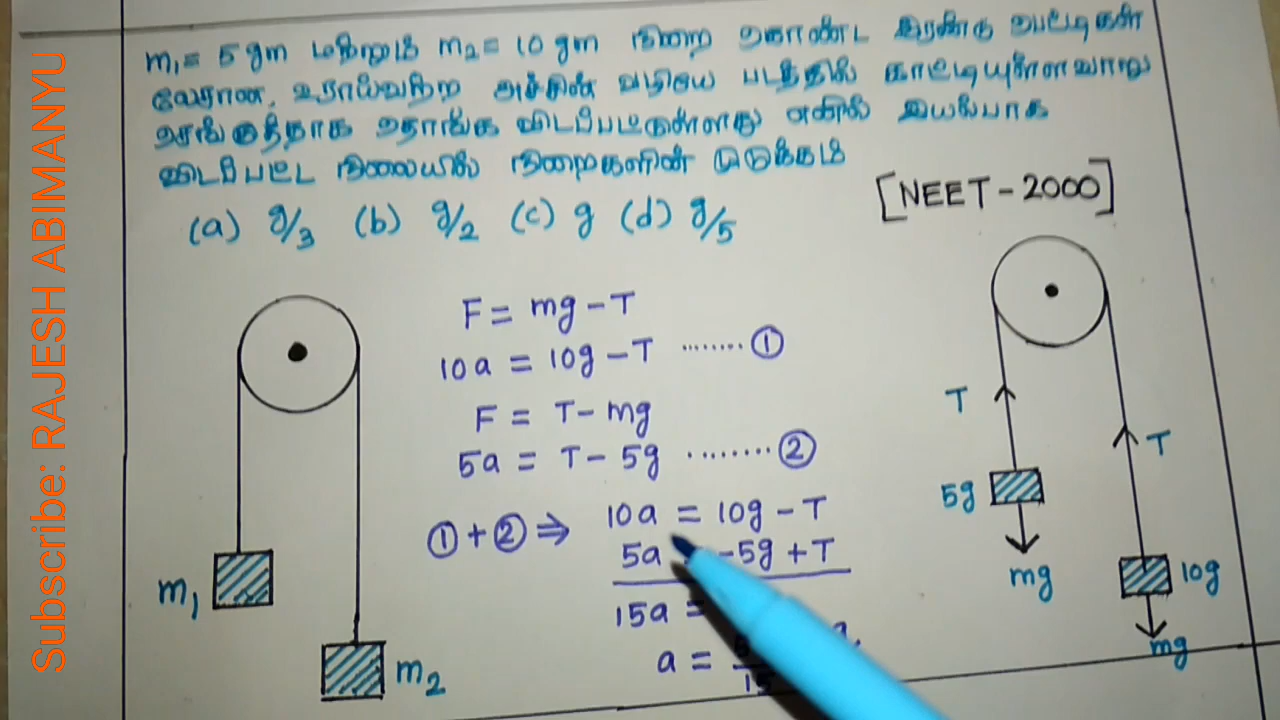 m₁ = 5 gm மற்றும் m₂ = 10 gm நிறை கொண்ட இரண்டு பெட்டிகள்
லேசான, உராய்வற்ற அச்சின் வழியே படத்தில் காட்டியுள்ளவாறு
தொங்க விடப்பட்டுள்ளது எனில் இயல்பாக
விடப்பட்ட நிலையில் நிறைகளின் முடுக்கம்
[NEET-2000]
(a) g/3 (b) g/2 (c) g (d) g/5
F = mg - T
10a = 10g - T ........ ①
F = T - mg
5a = T - 5g ........ ②
① + ② ⇒ 10a = 10g - T
5a -5g + T
15a =
a =
15
m₁
m₂
T
T
5g
mg
10g
mg
Subscribe: RAJESH ABIMANYU